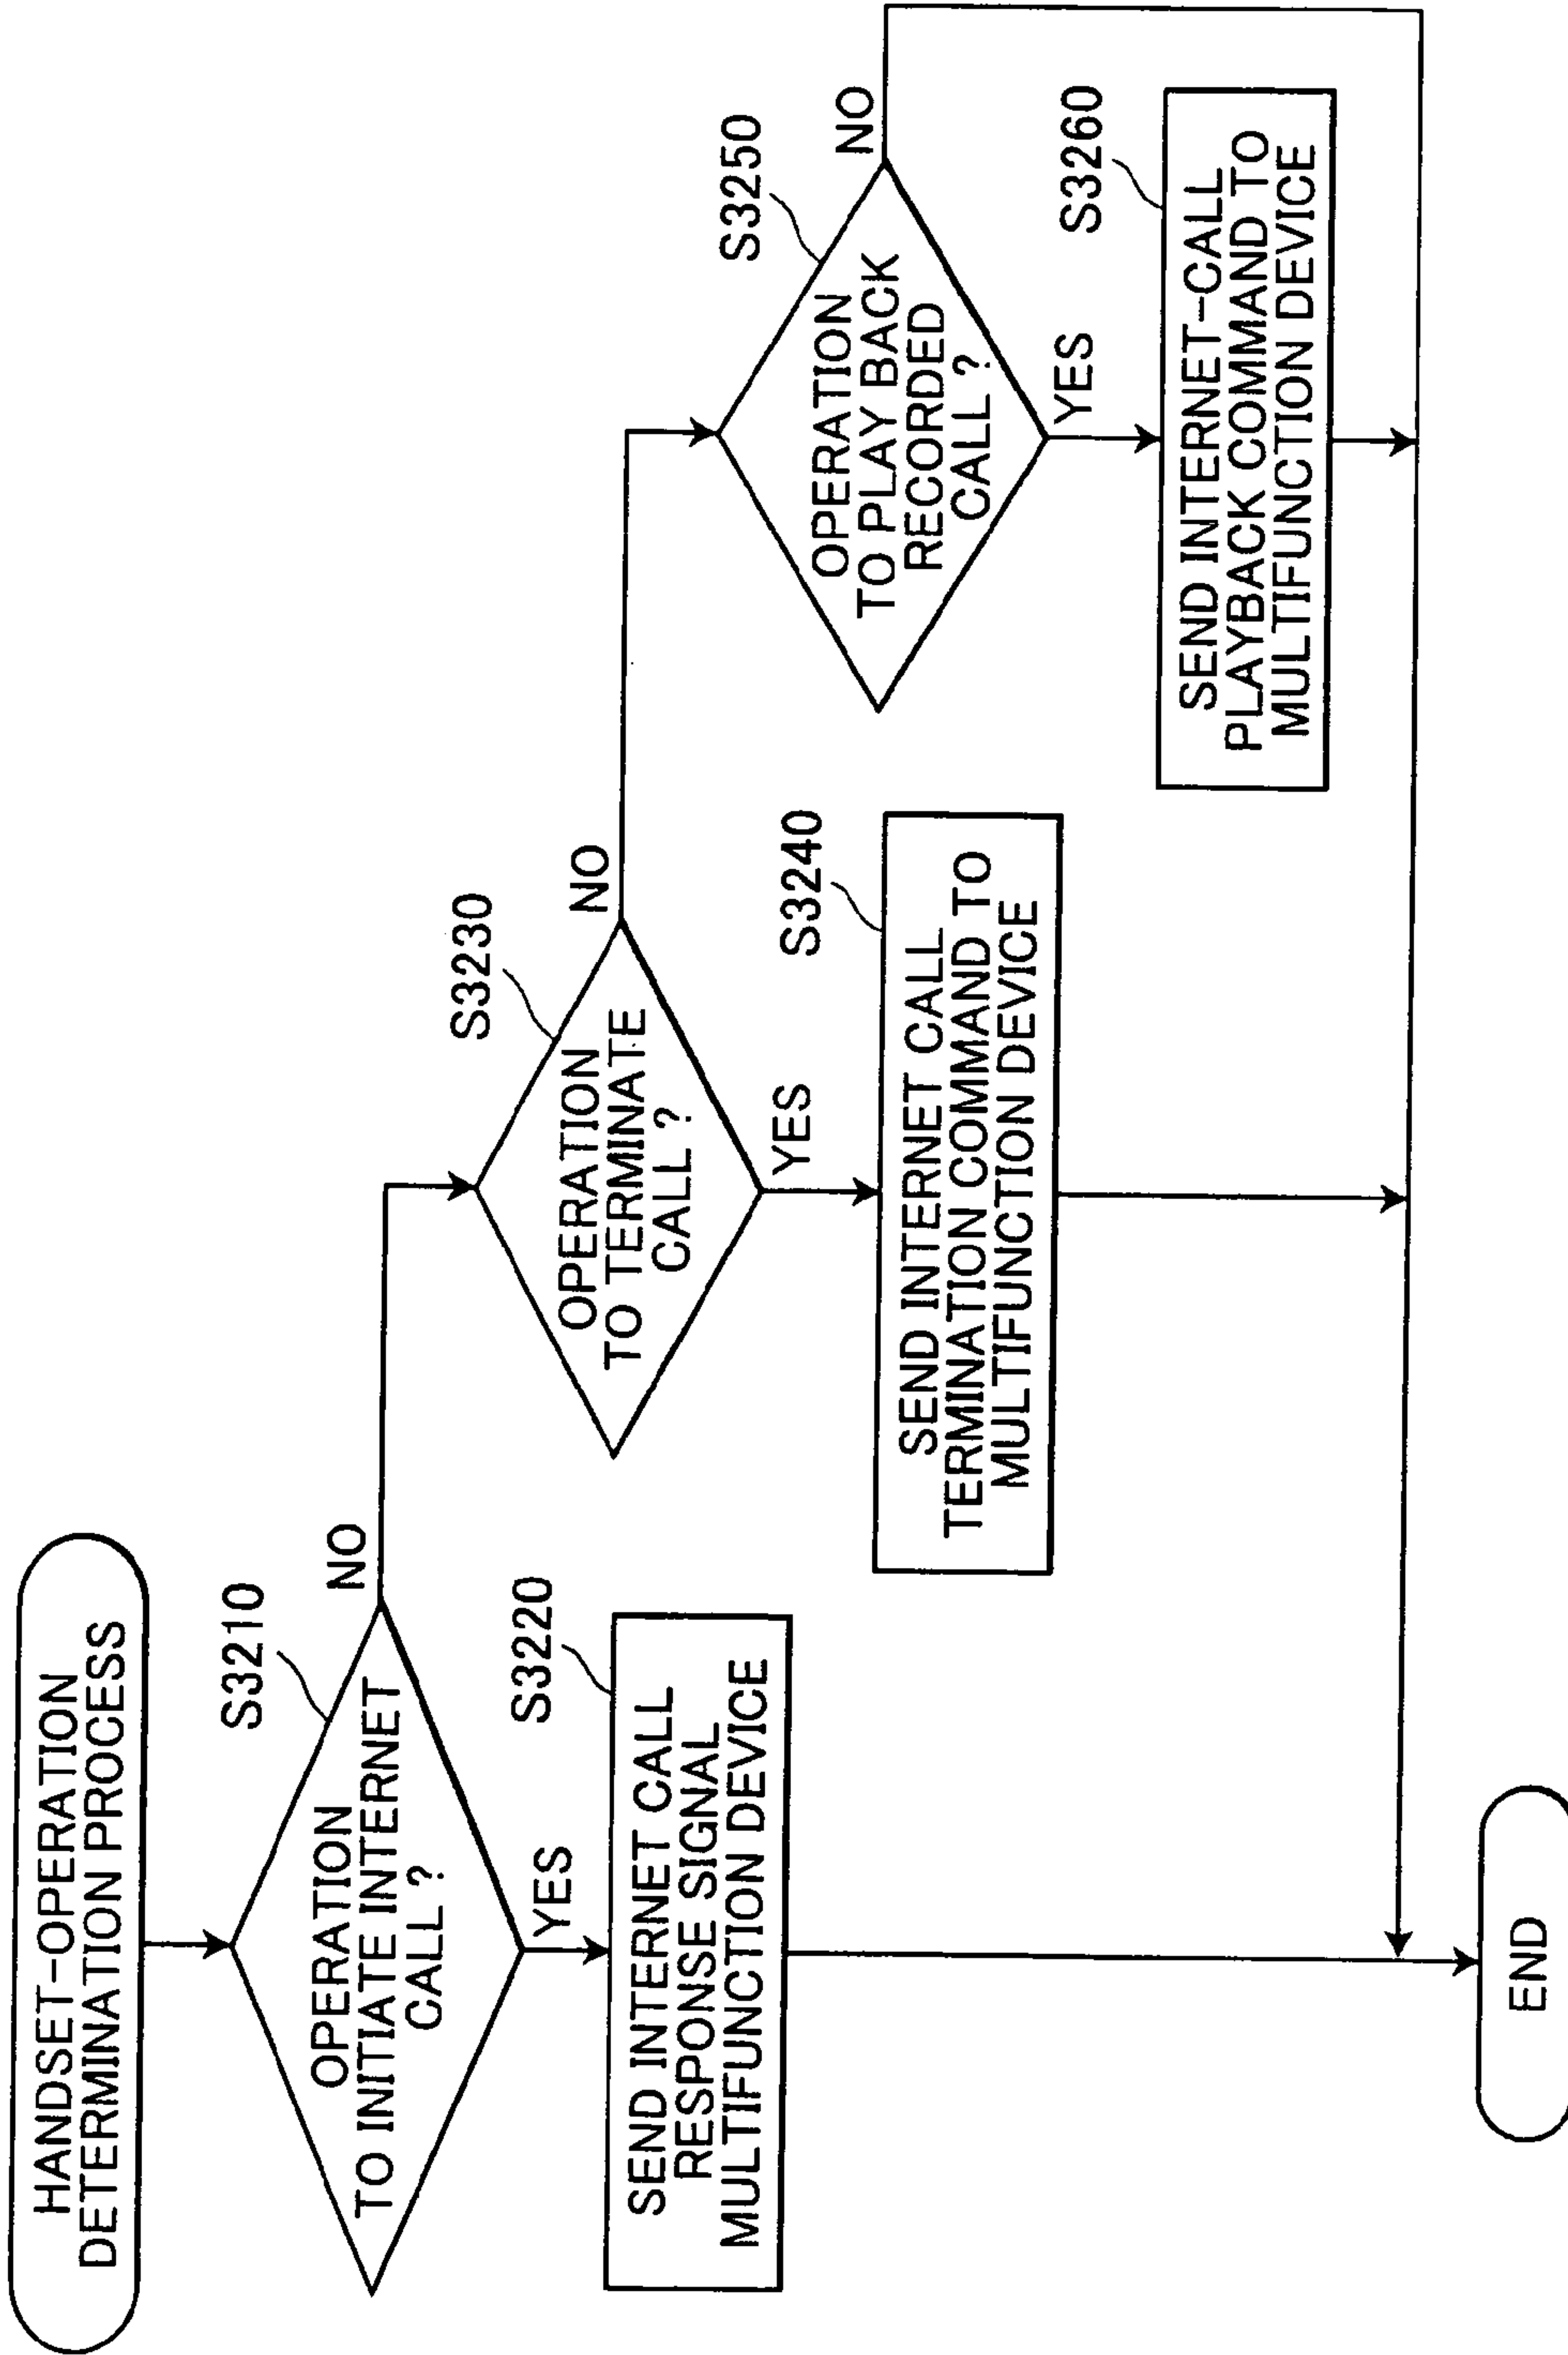 HANDSET-OPERATION
DETERMINATION PROCESS
S3210
OPERATION
TO INITIATE INTERNET
CALL ?
NO
YES
S3220
SEND INTERNET CALL
RESPONSE SIGNAL
MULTIFUNCTION DEVICE
S3230
OPERATION
TO TERMINATE
CALL ?
NO
YES
S3240
SEND INTERNET CALL
TERMINATION COMMAND TO
MULTIFUNCTION DEVICE
S3250
OPERATION
TO PLAY BACK
RECORDED
CALL ?
NO
YES
S3260
SEND INTERNET-CALL
PLAYBACK COMMAND TO
MULTIFUNCTION DEVICE
END